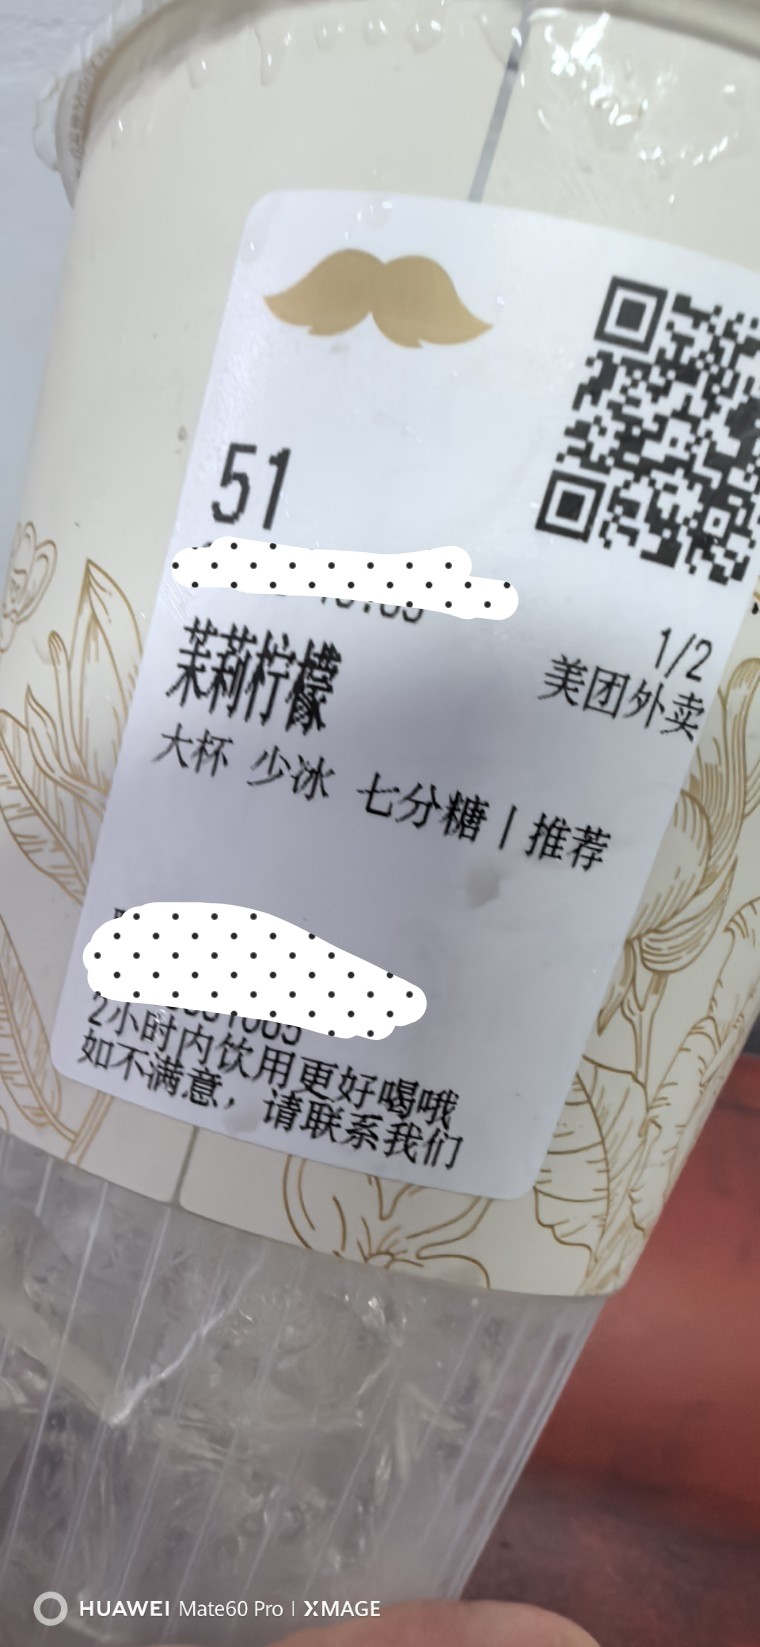 51
茉莉柠檬
1/2
美团外卖
大杯 少冰 七分糖 | 推荐
2小时内饮用更好喝哦
如不满意，请联系我们
HUAWEI Mate60 Pro | XMAGE